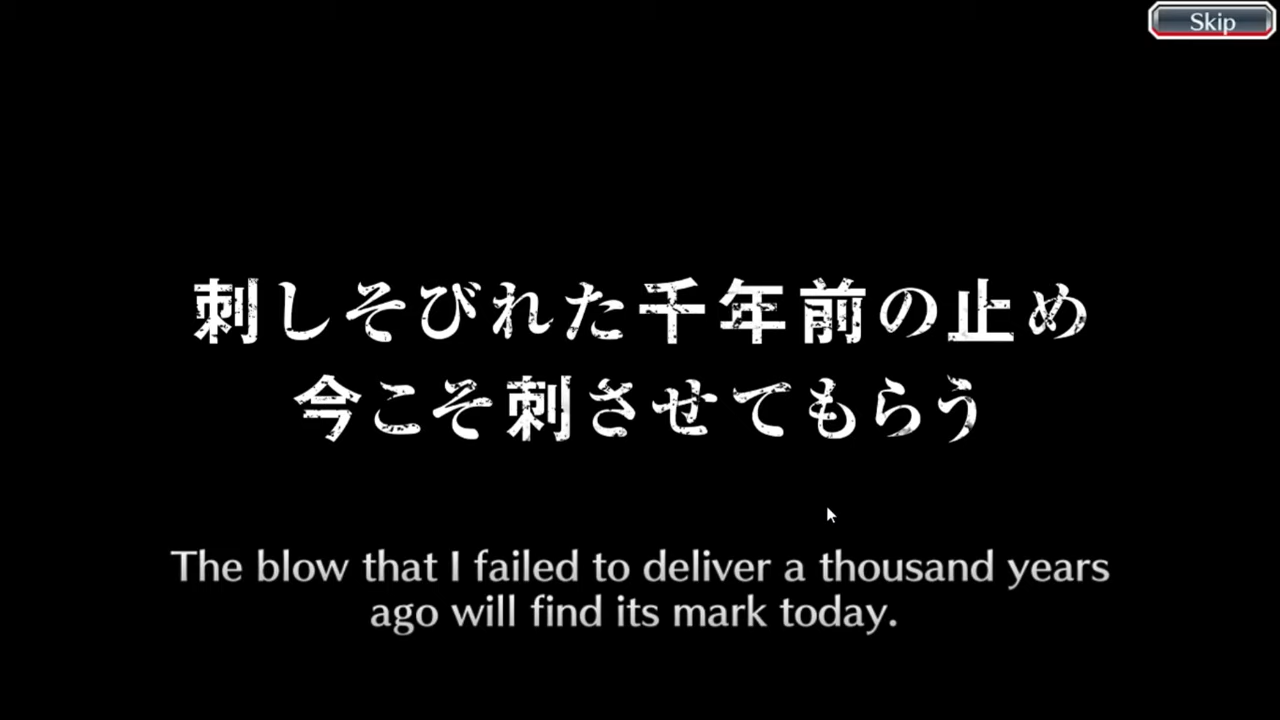 Skip
刺しそびれた千年前の止め
今こそ刺させてもらう
The blow that I failed to deliver a thousand years
ago will find its mark today.